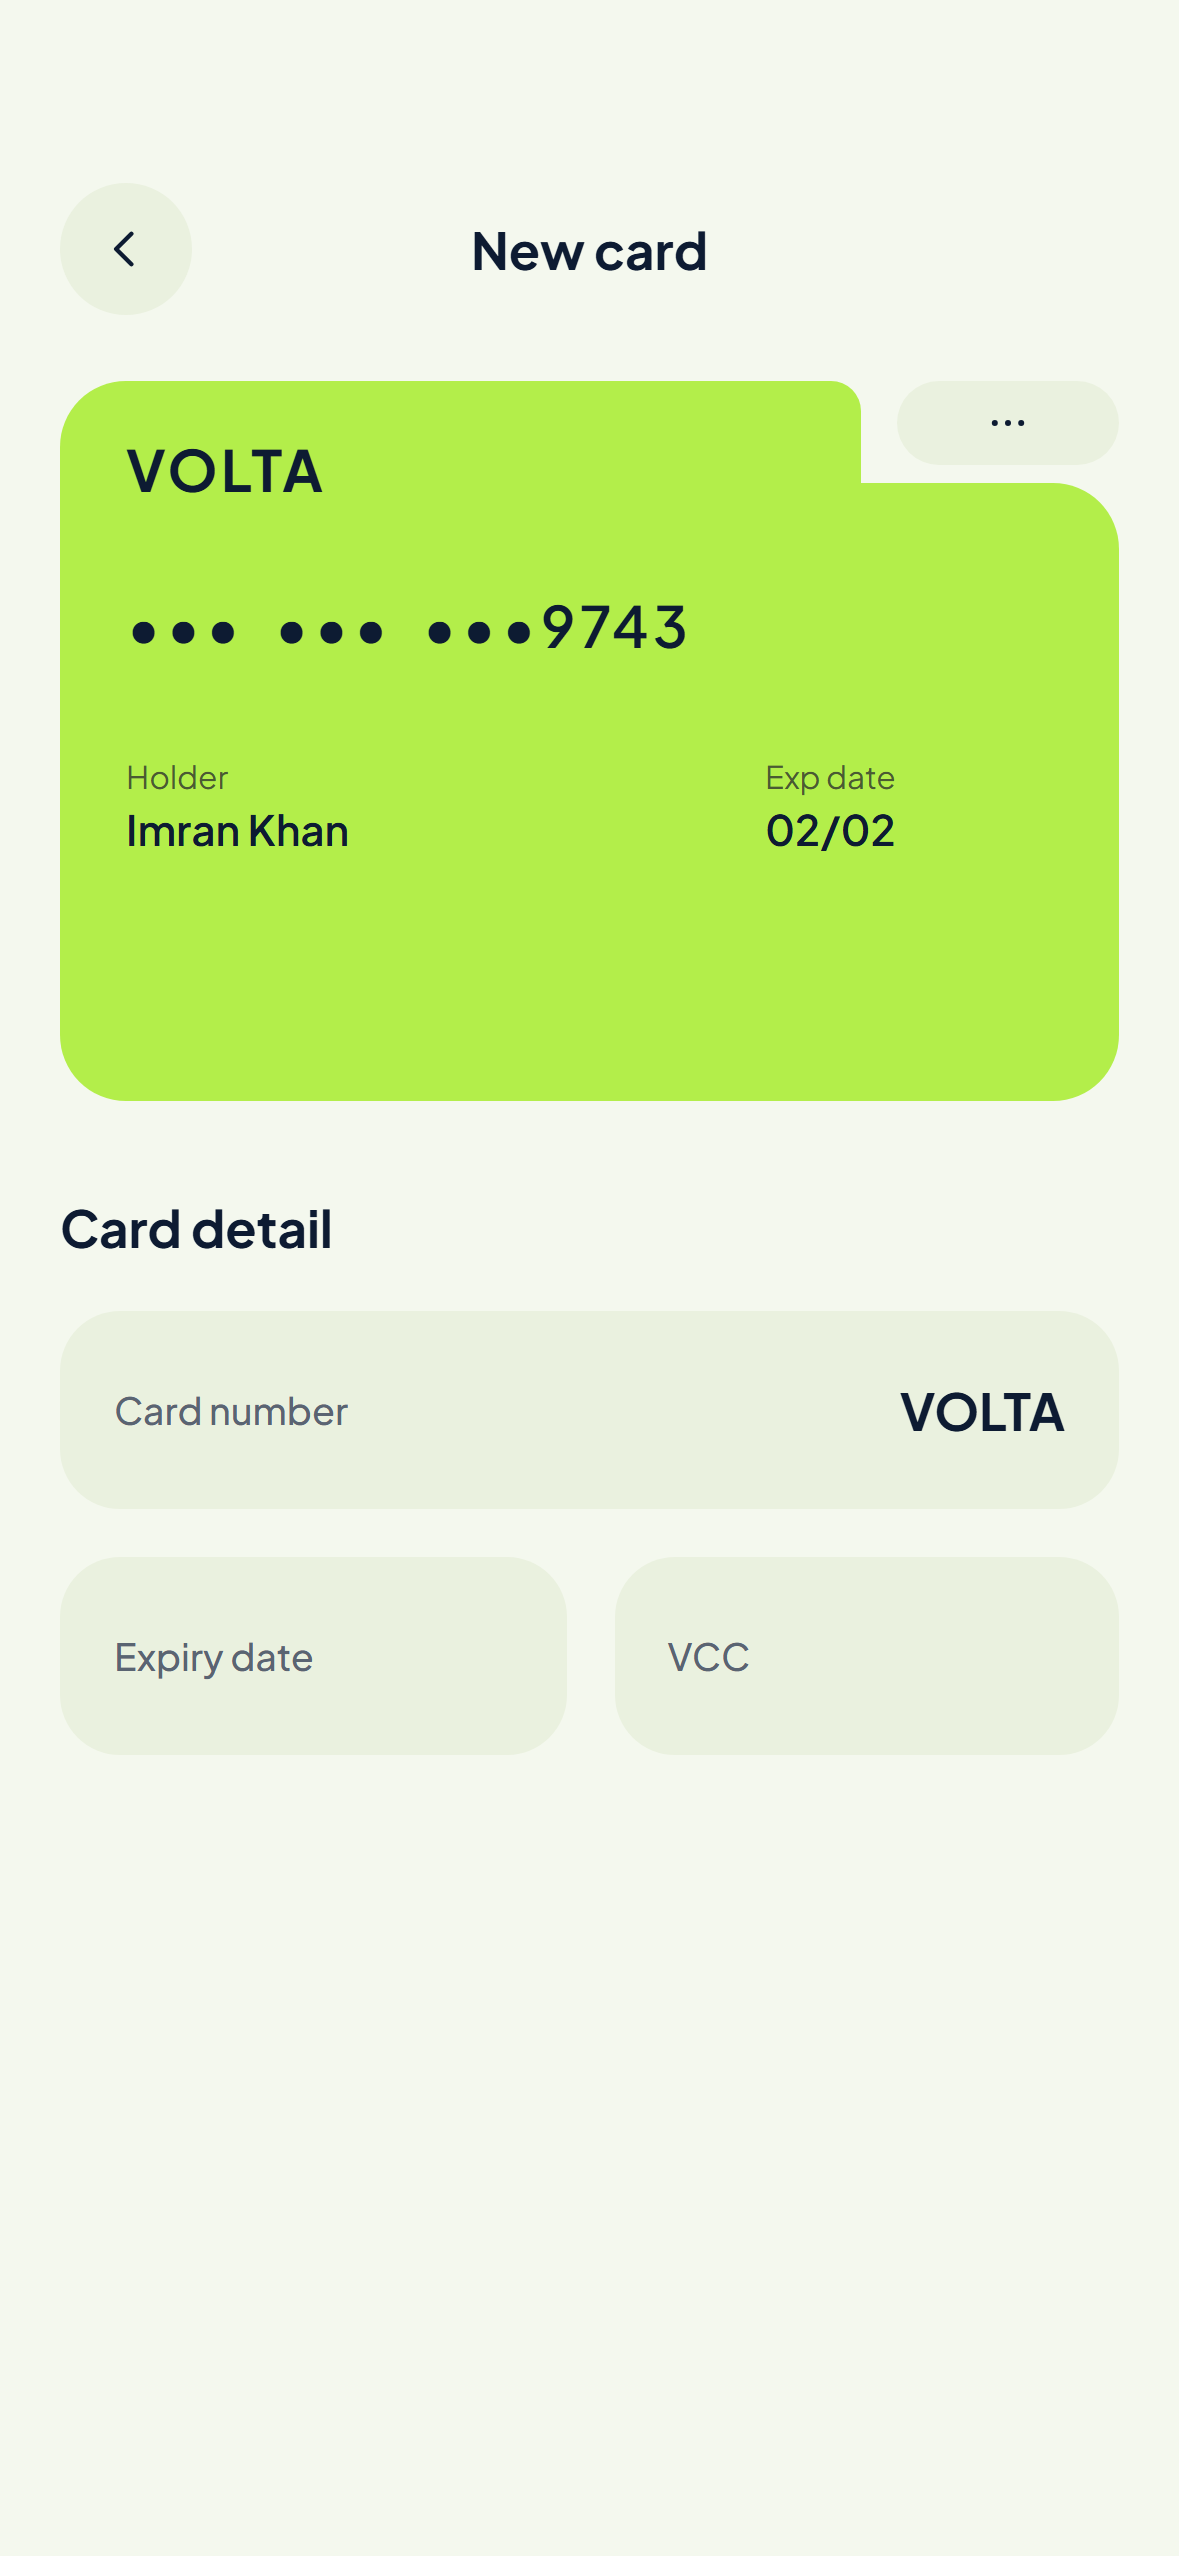 New card
VOLTA
••• ••• •••9743
Holder
Exp date
Imran Khan
02/02
Card detail
Card number
VOLTA
Expiry date
VCC